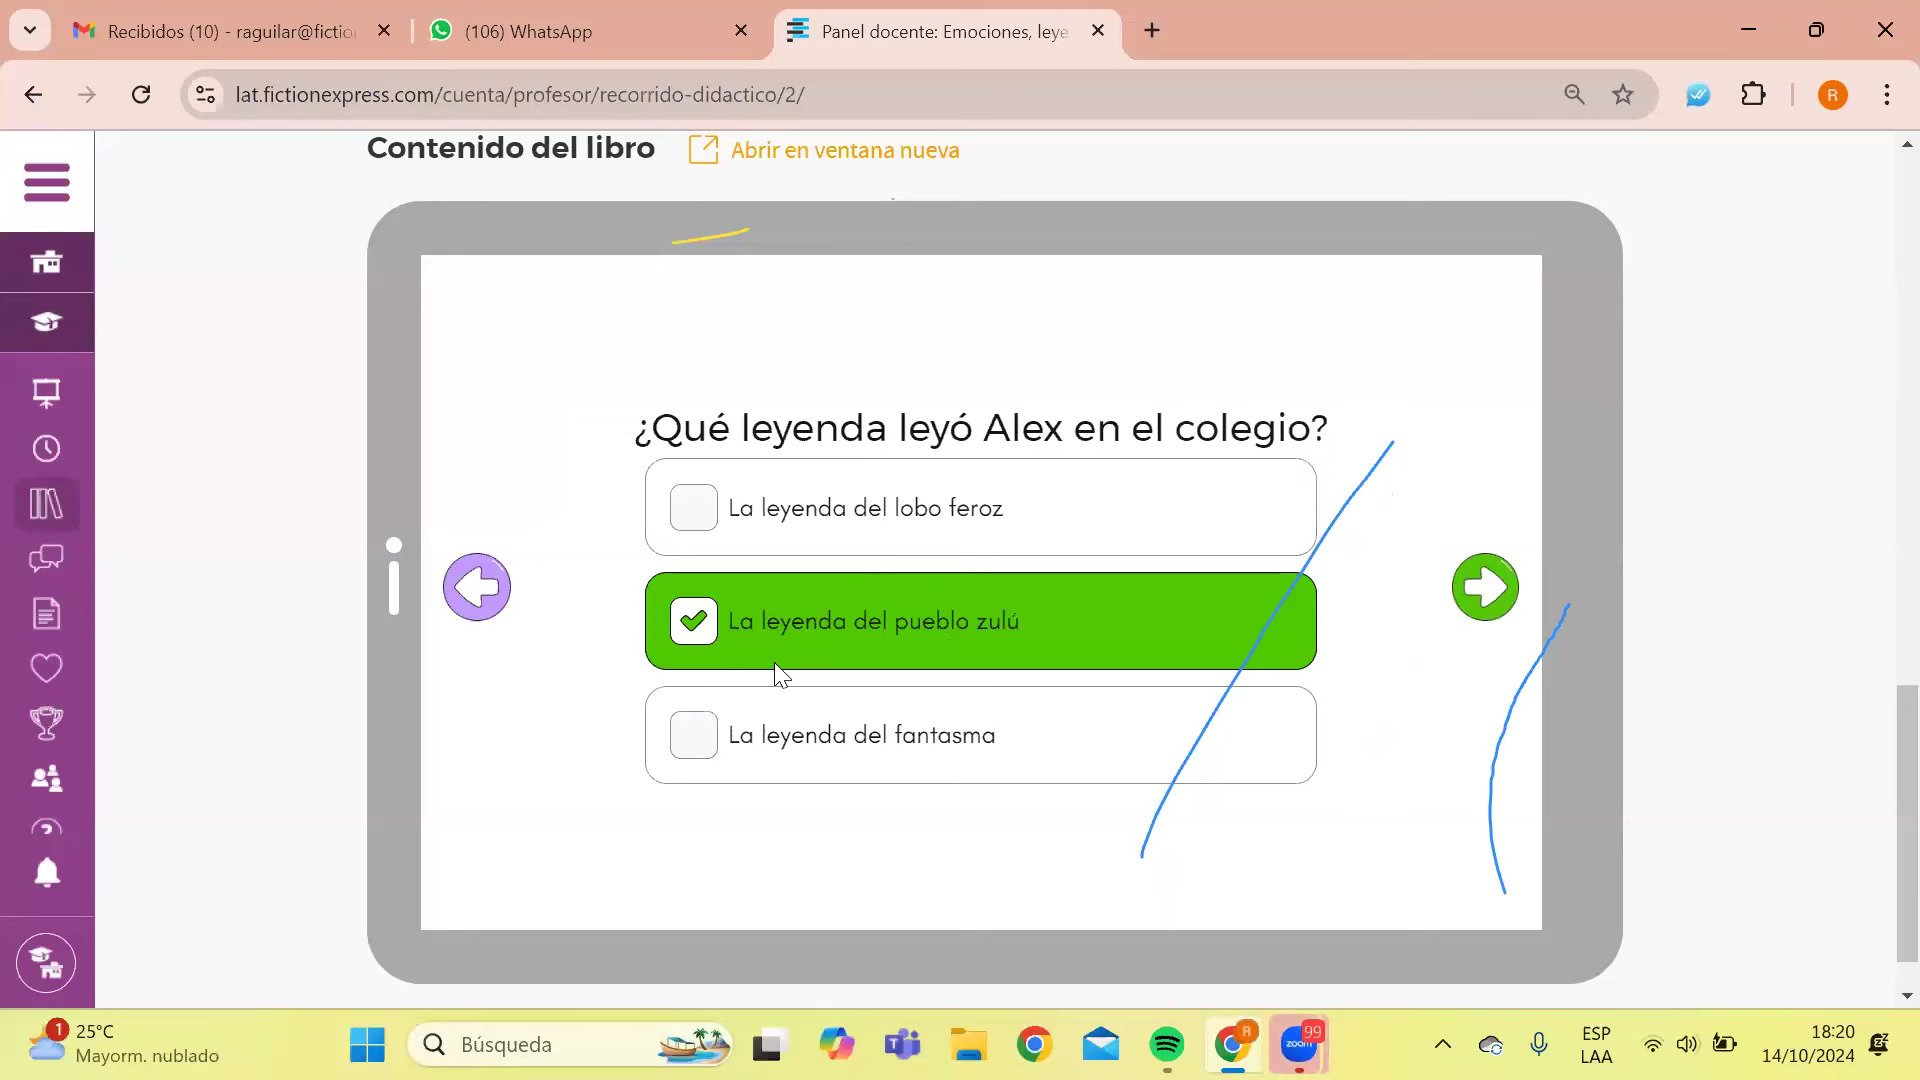 Recibidos (10) - raguilar@fictio
(106) WhatsApp
Panel docente: Emociones, leye
lat.fictionexpress.com/cuenta/profesor/recorrido-didactico/2/
R
Contenido del libro
Abrir en ventana nueva
¿Qué leyenda leyó Alex en el colegio?
La leyenda del lobo feroz
La leyenda del pueblo zulú
La leyenda del fantasma
1
25°C
Mayorm. nublado
Búsqueda
R
99
zoom
ESP
LAA
18:20
14/10/2024